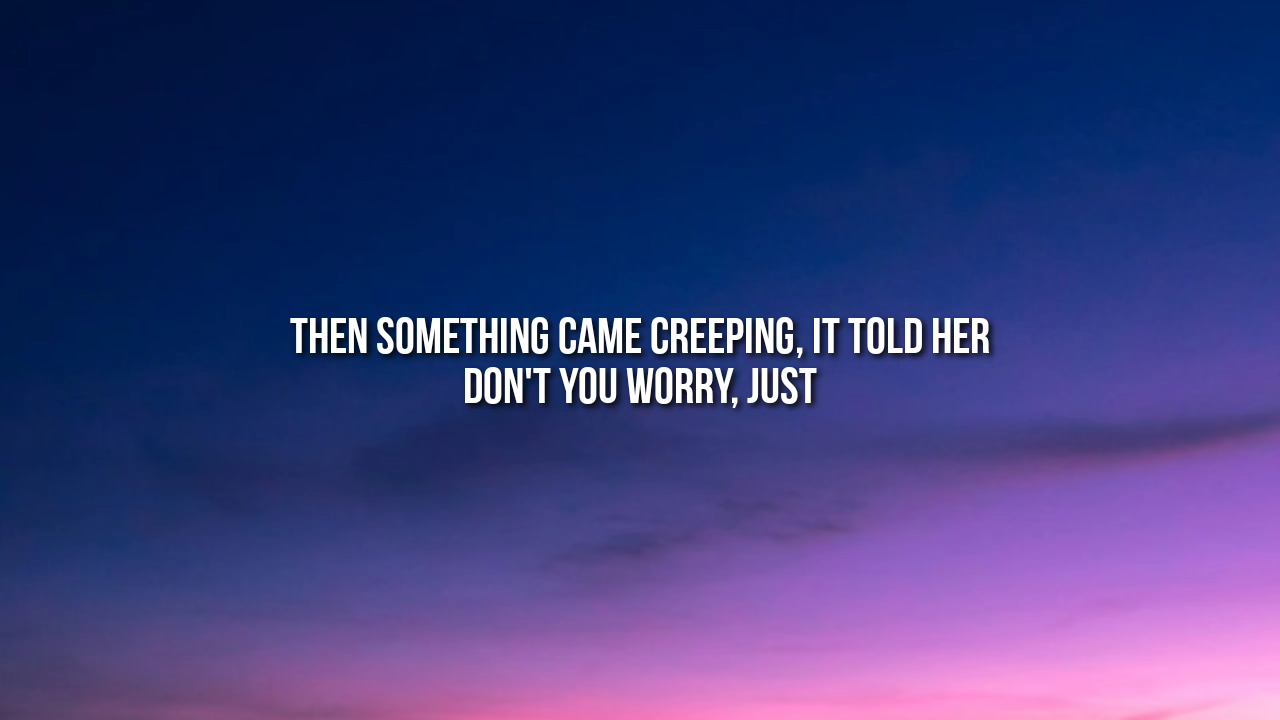 THEN SOMETHING CAME CREEPING, IT TOLD HER
DON'T YOU WORRY, JUST